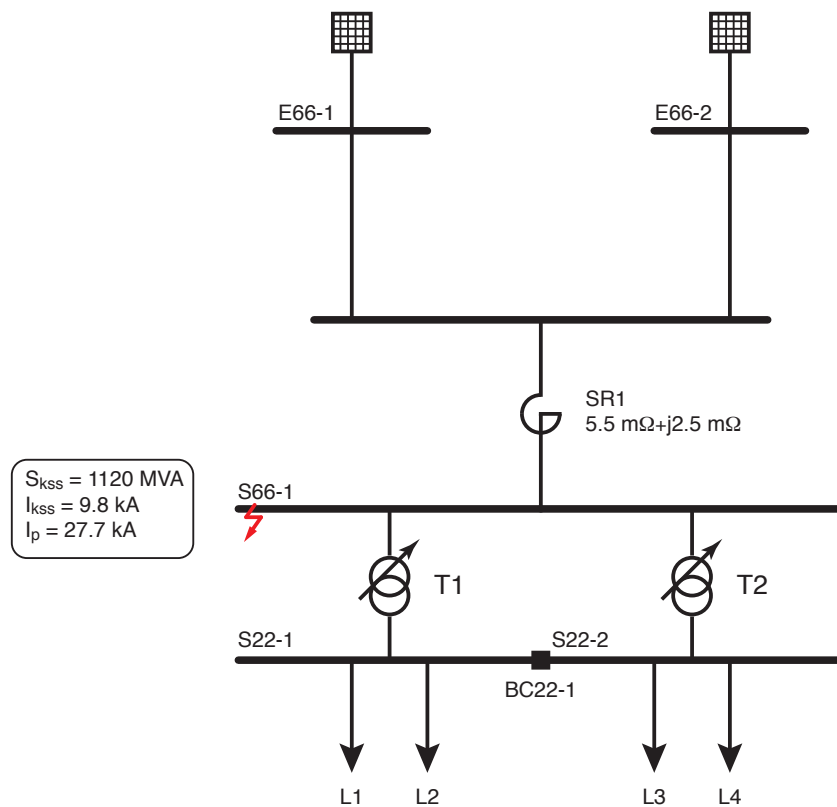 E66-1
E66-2
SR1
5.5 mΩ+j2.5 mΩ
Skss = 1120 MVA
Ikss = 9.8 kA
Ip = 27.7 kA
S66-1
T1
T2
S22-1
S22-2
BC22-1
L1
L2
L3
L4